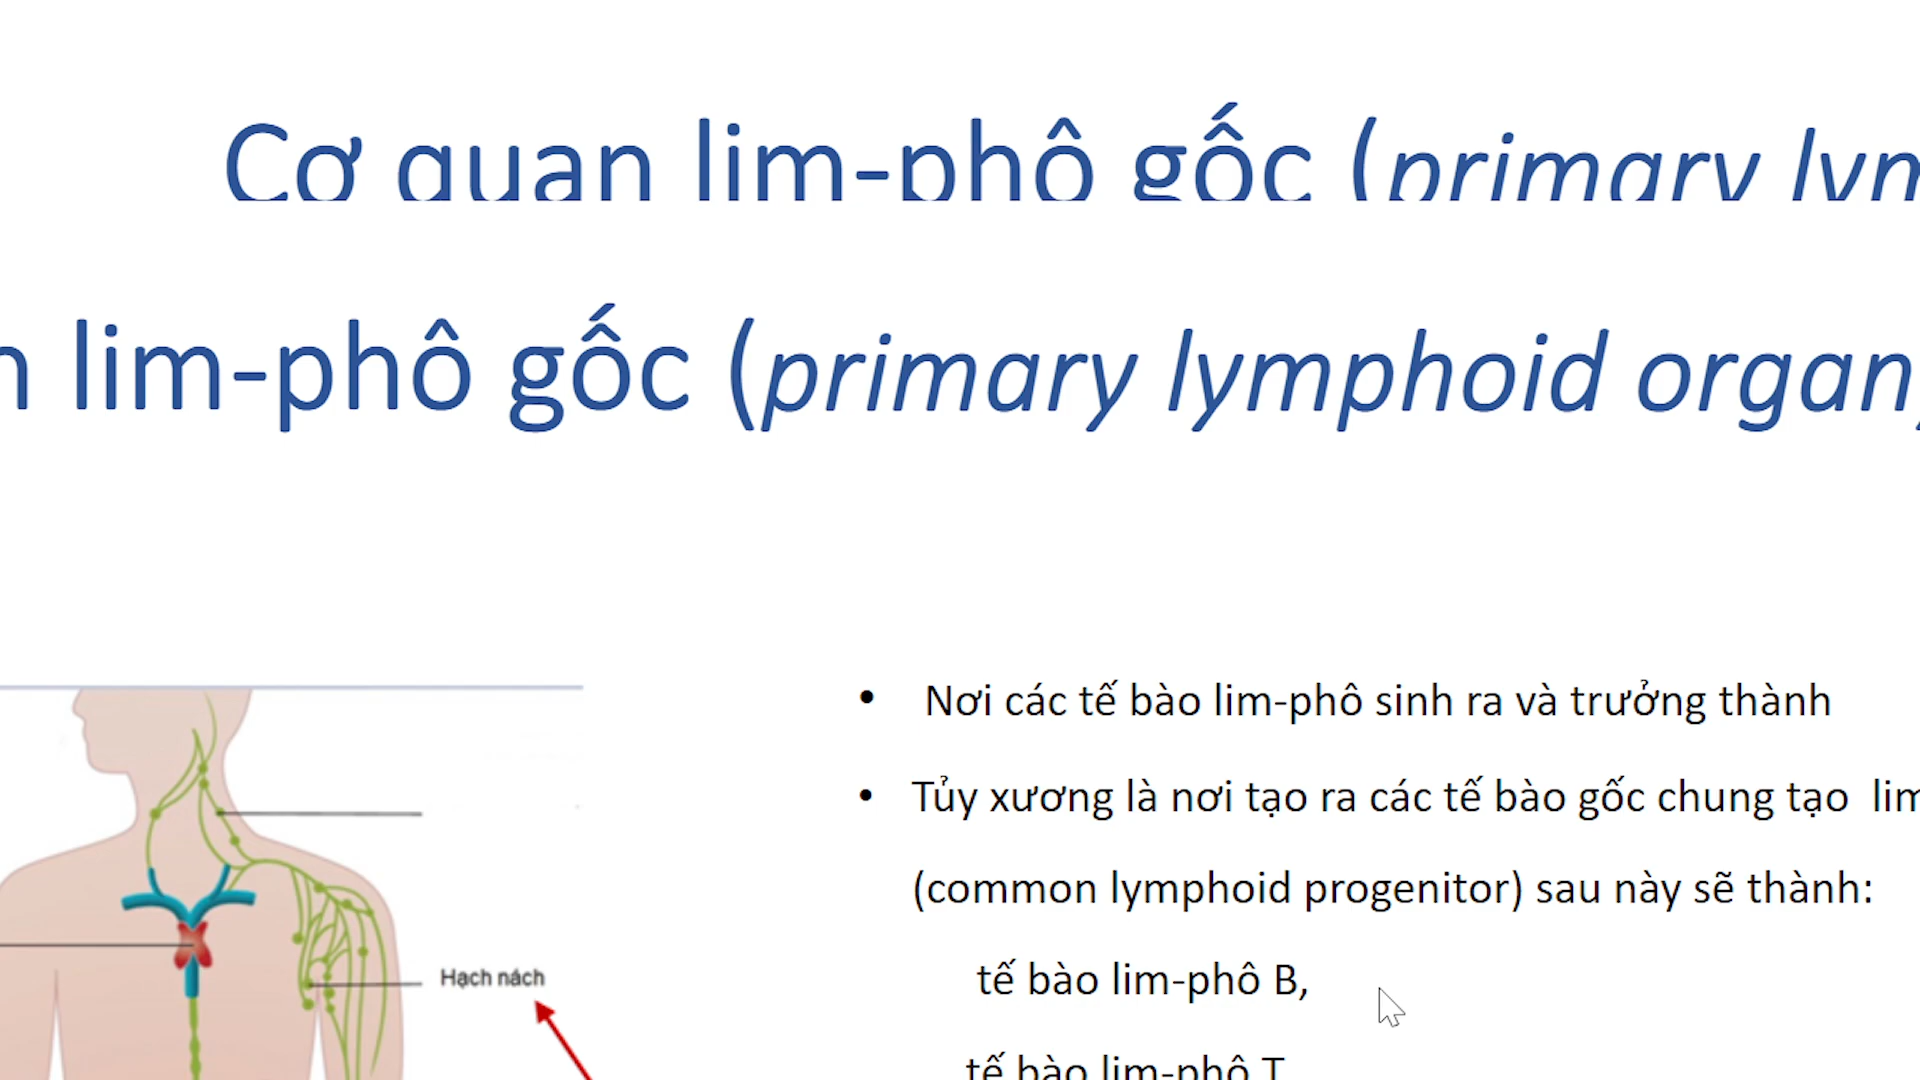 Cơ quan lim-phô gốc (primary
lim-phô gốc (primary lymphoid organ
Nơi các tế bào lim-phô sinh ra và trưởng thành
• Tủy xương là nơi tạo ra các tế bào gốc chung tạo lim
(common lymphoid progenitor) sau này sẽ thành:
Hạch nách
tế bào lim-phô B,
tế bào lim-phô T